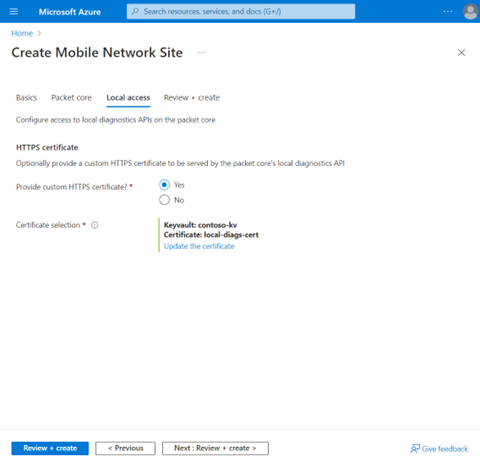 Microsoft Azure
Search resources, services, and docs (G+/)
Home >
Create Mobile Network Site ...
Basics Packet core Local access Review + create
Configure access to local diagnostics APIs on the packet core
HTTPS certificate
Optionally provide a custom HTTPS certificate to be served by the packet core's local diagnostics API
Provide custom HTTPS certificate? *
Yes
No
Certificate selection *
Keyvault: contoso-kv
Certificate: local-diags-cert
Update the certificate
Review + create
< Previous
Next : Review + create >
Give feedback